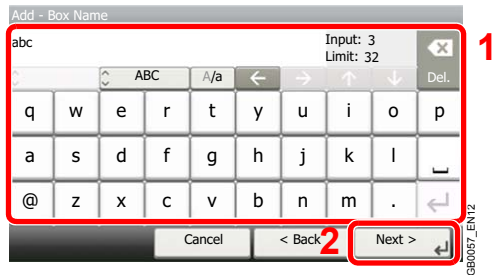 Add - Box Name
abc
Input: 3
Limit: 32
1
ABC
A/a
← → ↑ ↓ Del.
q w e r t y u i o p
a s d f g h j k l
@ z x c v b n m .
Cancel
< Back
2
Next >
GB0057_EN12